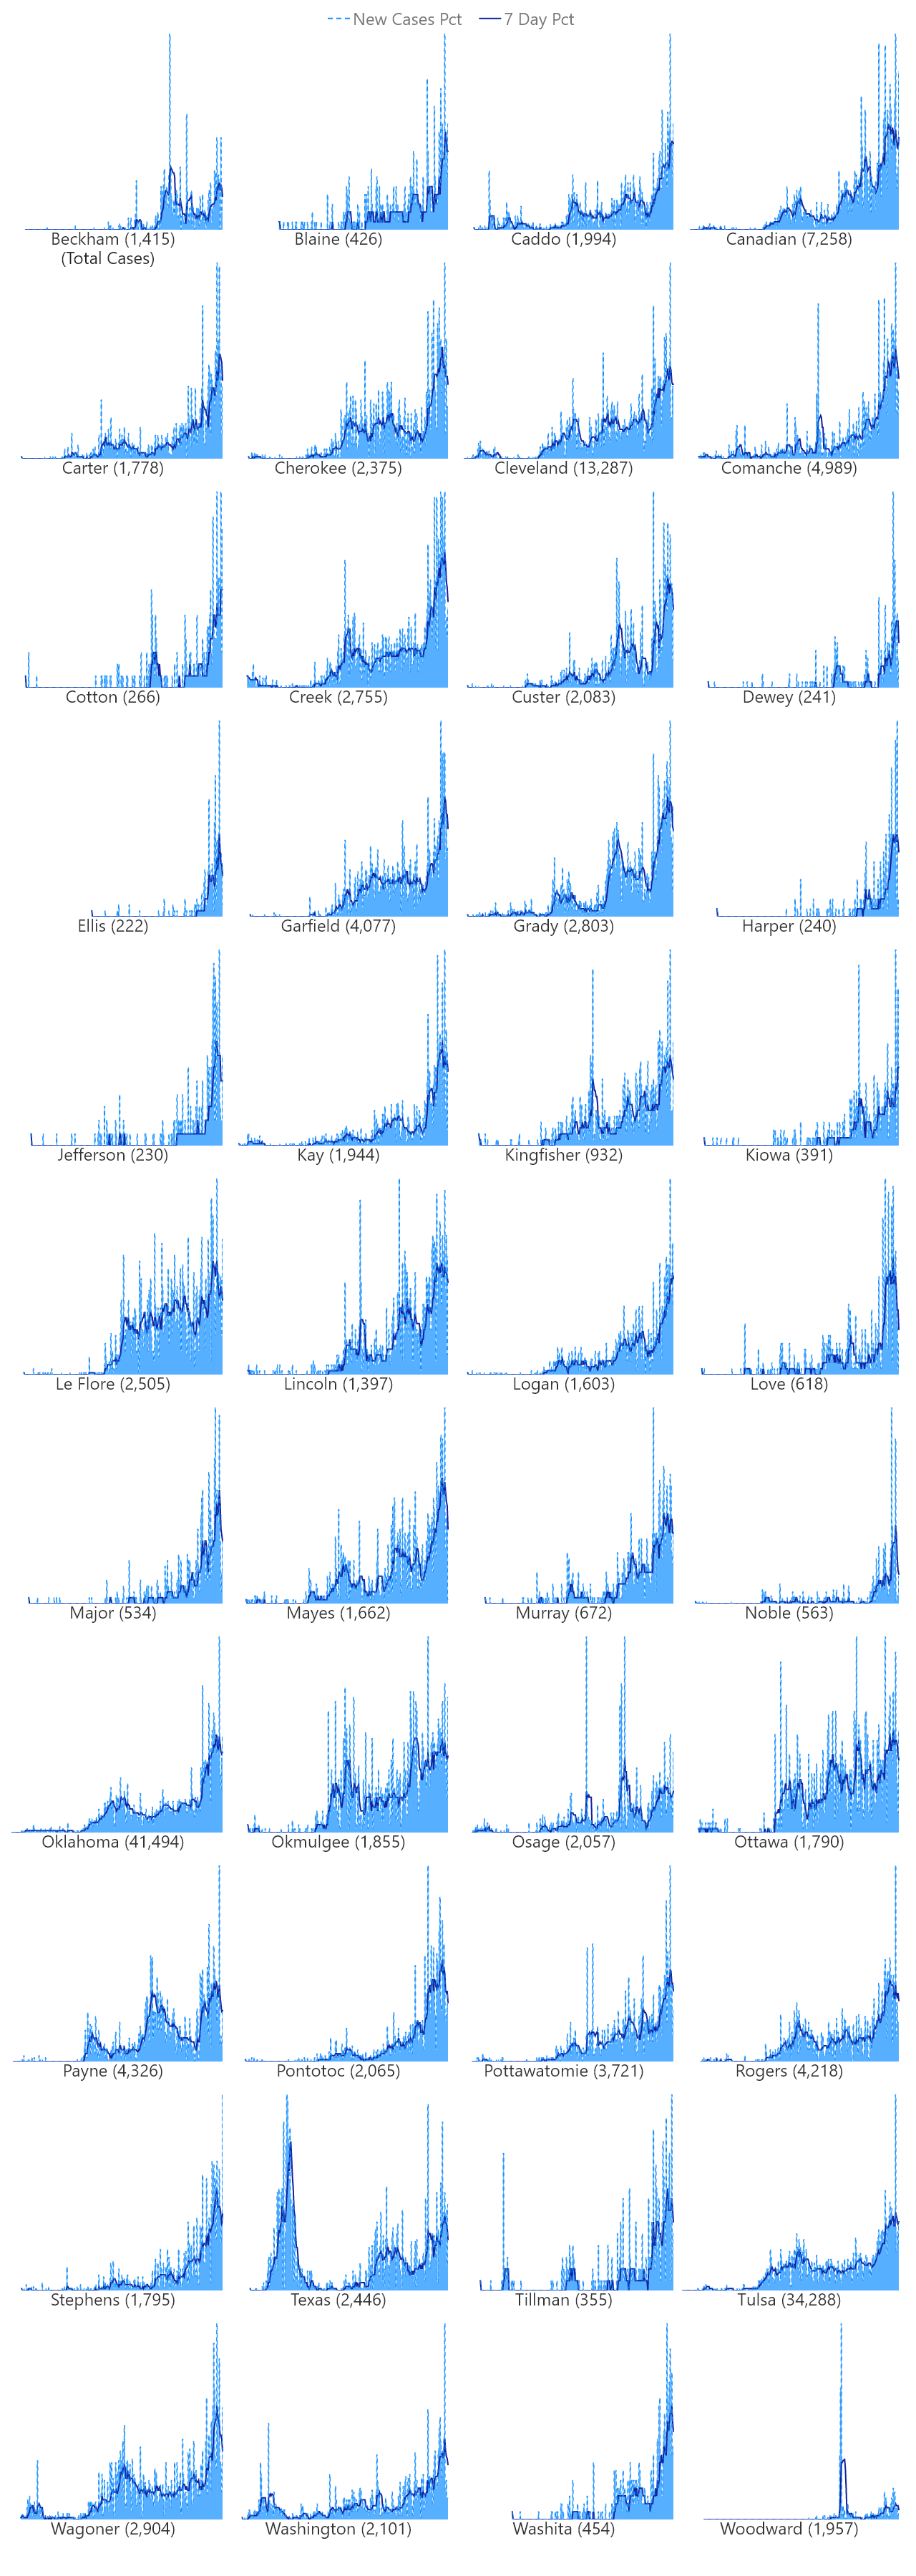 New Cases Pct 7 Day Pct
Beckham (1,415) Blaine (426) Caddo (1,994) Canadian (7,258)
(Total Cases)
Carter (1,778) Cherokee (2,375) Cleveland (13,287) Comanche (4,989)
Cotton (266) Creek (2,755) Custer (2,083) Dewey (241)
Ellis (222) Garfield (4,077) Grady (2,803) Harper (240)
Jefferson (230) Kay (1,944) Kingfisher (932) Kiowa (391)
Le Flore (2,505) Lincoln (1,397) Logan (1,603) Love (618)
Major (534) Mayes (1,662) Murray (672) Noble (563)
Oklahoma (41,494) Okmulgee (1,855) Osage (2,057) Ottawa (1,790)
Payne (4,326) Pontotoc (2,065) Pottawatomie (3,721) Rogers (4,218)
Stephens (1,795) Texas (2,446) Tillman (355) Tulsa (34,288)
Wagoner (2,904) Washington (2,101) Washita (454) Woodward (1,957)